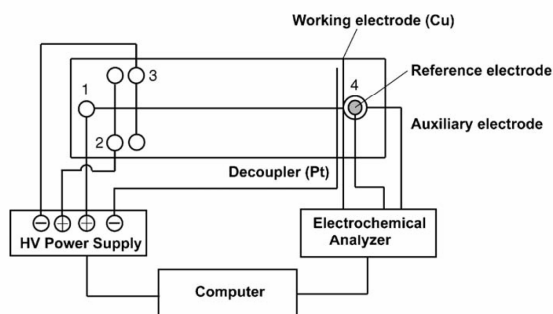 Working electrode (Cu)
Reference electrode
Auxiliary electrode
1
2
3
4
Decoupler (Pt)
HV Power Supply
Electrochemical
Analyzer
Computer